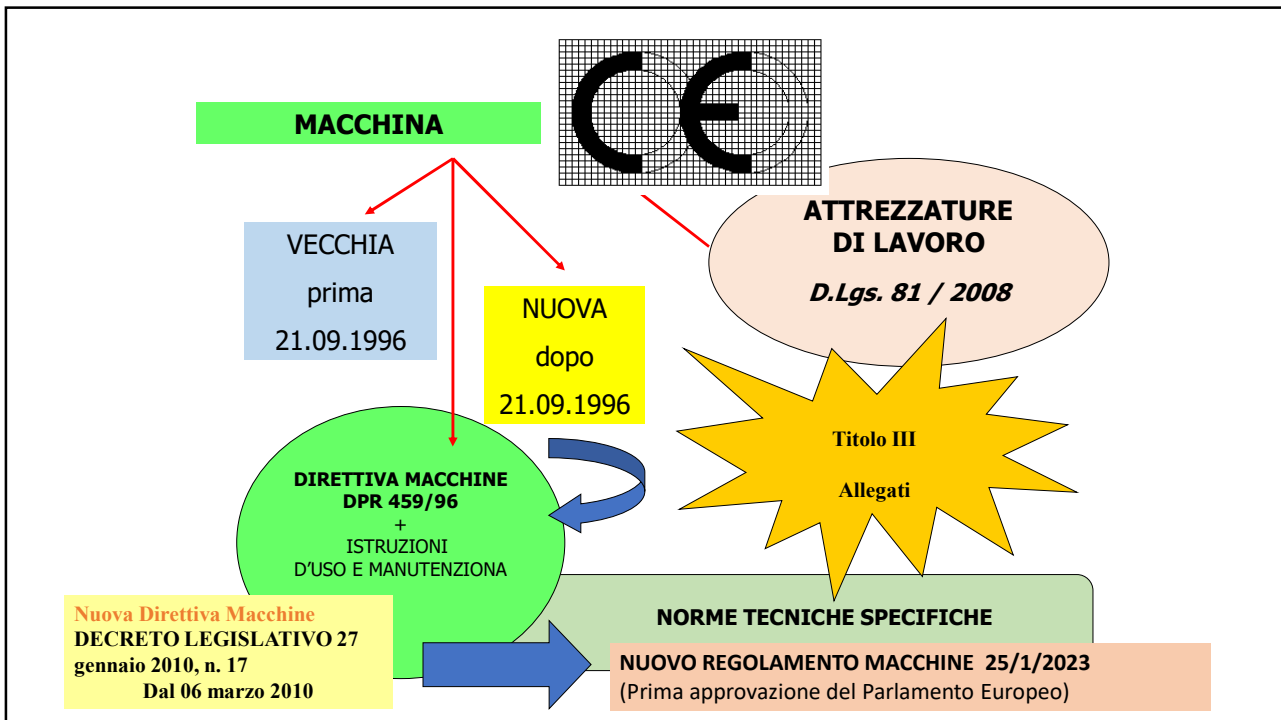 MACCHINA
CE
VECCHIA
prima
21.09.1996
NUOVA
dopo
21.09.1996
ATTREZZATURE
DI LAVORO
D.Lgs. 81 / 2008
Titolo III
Allegati
DIRETTIVA MACCHINE
DPR 459/96
+
ISTRUZIONI
D'USO E MANUTENZIONA
NORME TECNICHE SPECIFICHE
Nuova Direttiva Macchine
DECRETO LEGISLATIVO 27
gennaio 2010, n. 17
Dal 06 marzo 2010
NUOVO REGOLAMENTO MACCHINE 25/1/2023
(Prima approvazione del Parlamento Europeo)